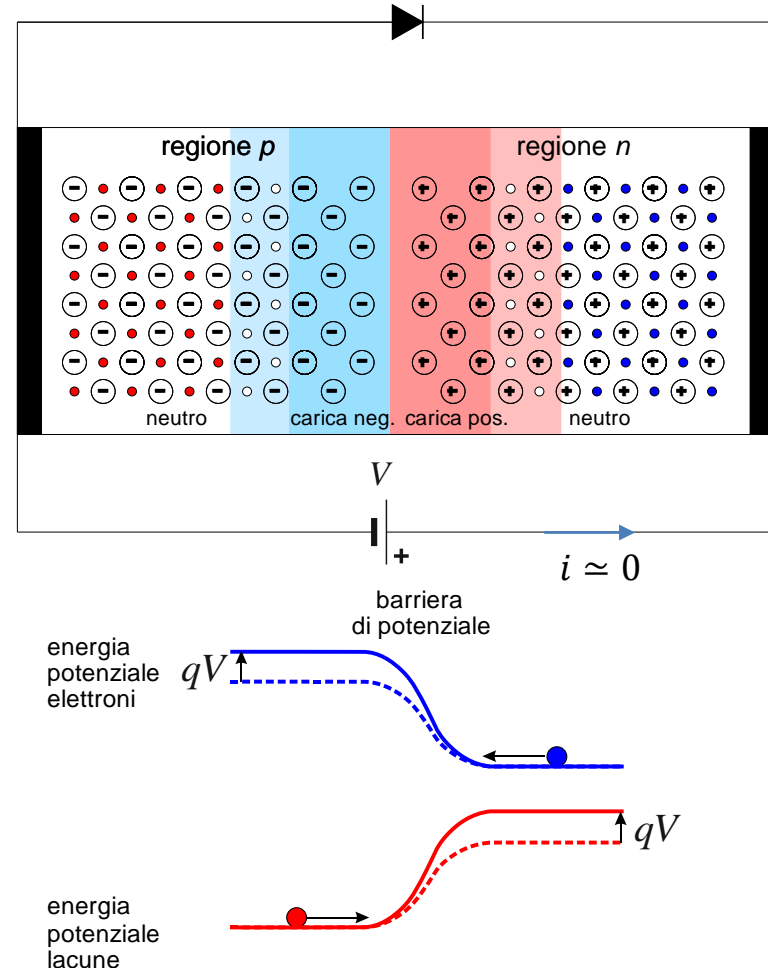 regione p
regione n
neutro
carica neg.
carica pos.
neutro
V
+
i ≃ 0
barriera
di potenziale
energia
potenziale
elettroni
qV
qV
energia
potenziale
lacune